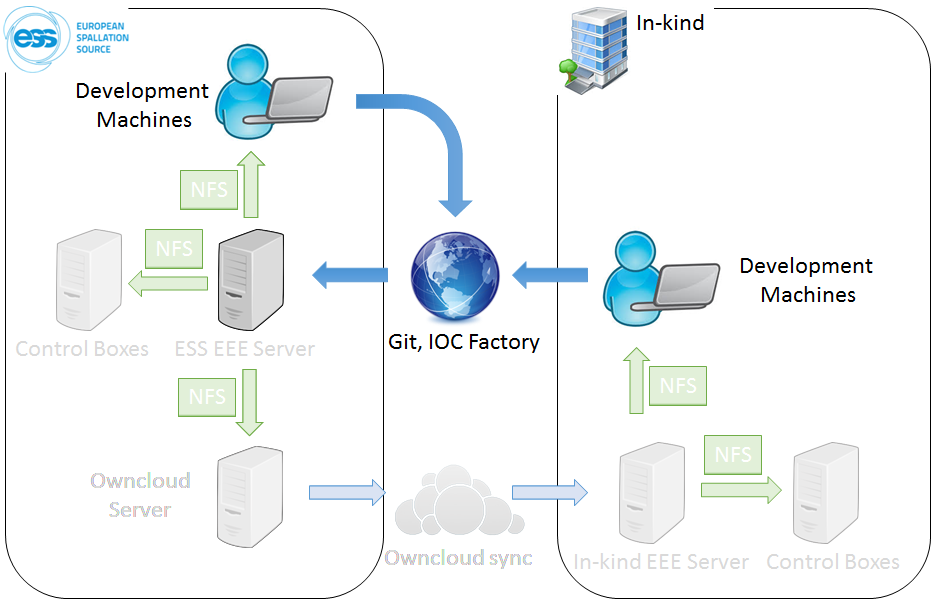 ess
EUROPEAN
SPALLATION
SOURCE
In-kind
Development
Machines
NFS
NFS
Control Boxes
ESS EEE Server
Git, IOC Factory
Development
Machines
NFS
NFS
Owncloud
Server
Owncloud sync
NFS
In-kind EEE Server
Control Boxes